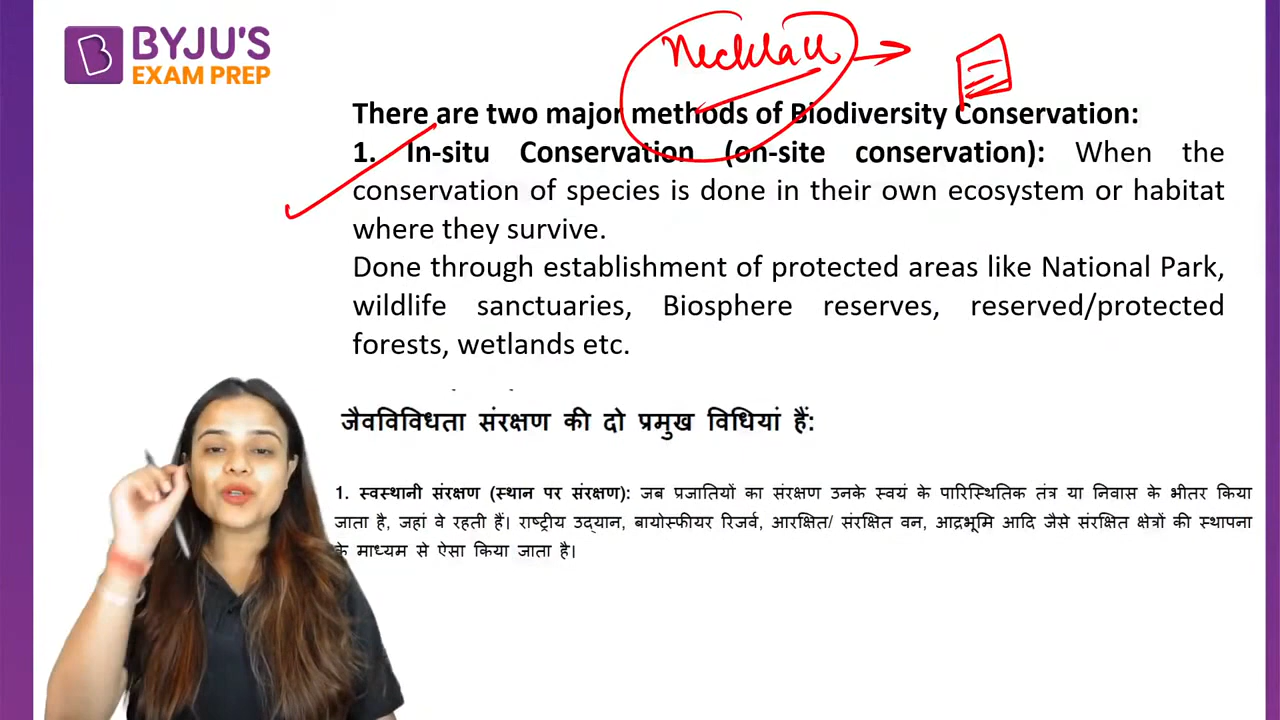 BYJU'S
EXAM PREP
Necklace
There are two major methods of Biodiversity Conservation:
1. In-situ Conservation (on-site conservation): When the
conservation of species is done in their own ecosystem or habitat
where they survive.
Done through establishment of protected areas like National Park,
wildlife sanctuaries, Biosphere reserves, reserved/protected
forests, wetlands etc.
जैवविविधता संरक्षण की दो प्रमुख विधियां हैं:
1. स्वस्थानी संरक्षण (स्थान पर संरक्षण): जब प्रजातियों का संरक्षण उनके स्वयं के पारिस्थितिक तंत्र या निवास के भीतर किया
जाता है, जहां वे रहती हैं। राष्ट्रीय उद्यान, बायोस्फीयर रिजर्व, आरक्षित/ संरक्षित वन, आद्रभूमि आदि जैसे संरक्षित क्षेत्रों की स्थापना
के माध्यम से ऐसा किया जाता है।